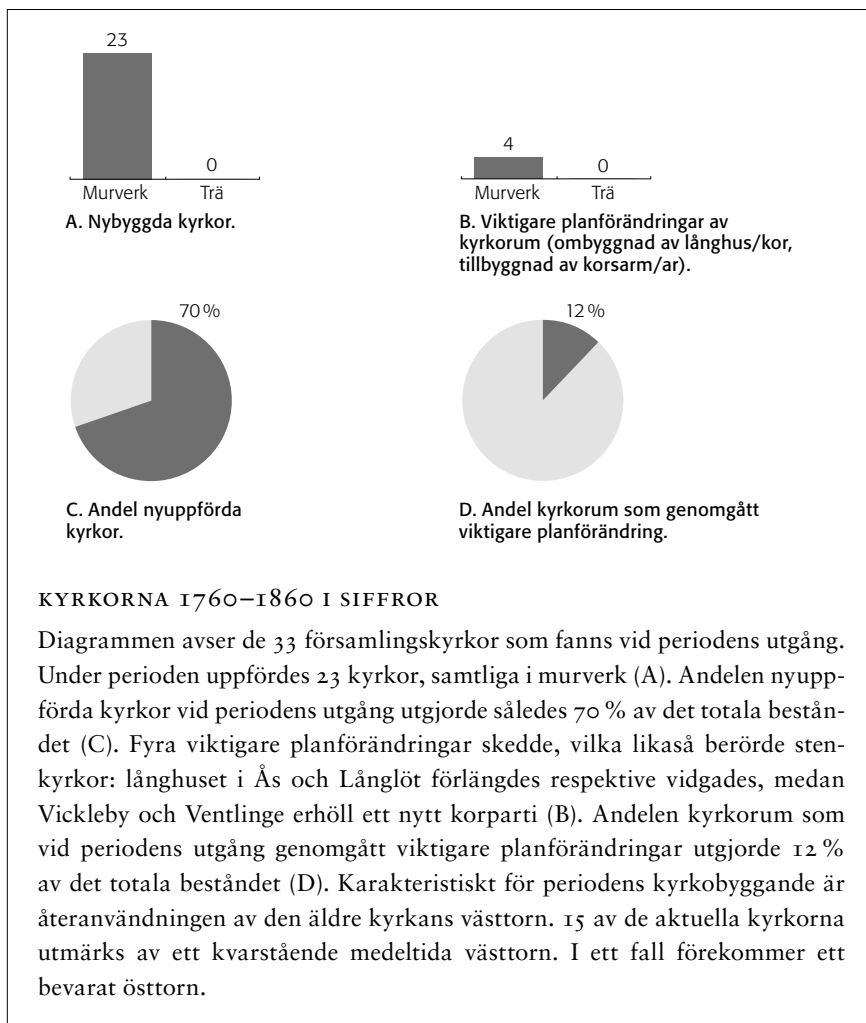 23
0
Murverk Trä
A. Nybyggda kyrkor.
4
0
Murverk Trä
B. Viktigare planförändringar av
kyrkorum (ombyggnad av långhus/kor,
tillbyggnad av korsarm/ar).
70 %
C. Andel nyuppförda
kyrkor.
12 %
D. Andel kyrkorum som genomgått
viktigare planförändring.
KYRKORNA 1760–1860 I SIFFROR
Diagrammen avser de 33 församlingskyrkor som fanns vid periodens utgång.
Under perioden uppfördes 23 kyrkor, samtliga i murverk (A). Andelen nyupp-
förda kyrkor vid periodens utgång utgjorde således 70 % av det totala bestån-
det (C). Fyra viktigare planförändringar skedde, vilka likaså berörde sten-
kyrkor: långhuset i Ås och Långlöt förlängdes respektive vidgades, medan
Vickleby och Ventlinge erhöll ett nytt korparti (B). Andelen kyrkorum som
vid periodens utgång genomgått viktigare planförändringar utgjorde 12 %
av det totala beståndet (D). Karakteristiskt för periodens kyrkobyggande är
återanvändningen av den äldre kyrkans västtorn. 15 av de aktuella kyrkorna
utmärks av ett kvarstående medeltida västtorn. I ett fall förekommer ett
bevarat östtorn.